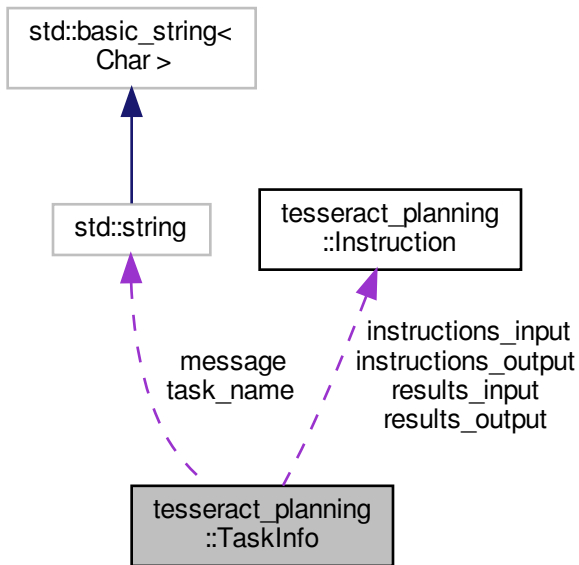 std::basic_string<
Char >
std::string
tesseract_planning
::Instruction
message
task_name
instructions_input
instructions_output
results_input
results_output
tesseract_planning
::TaskInfo